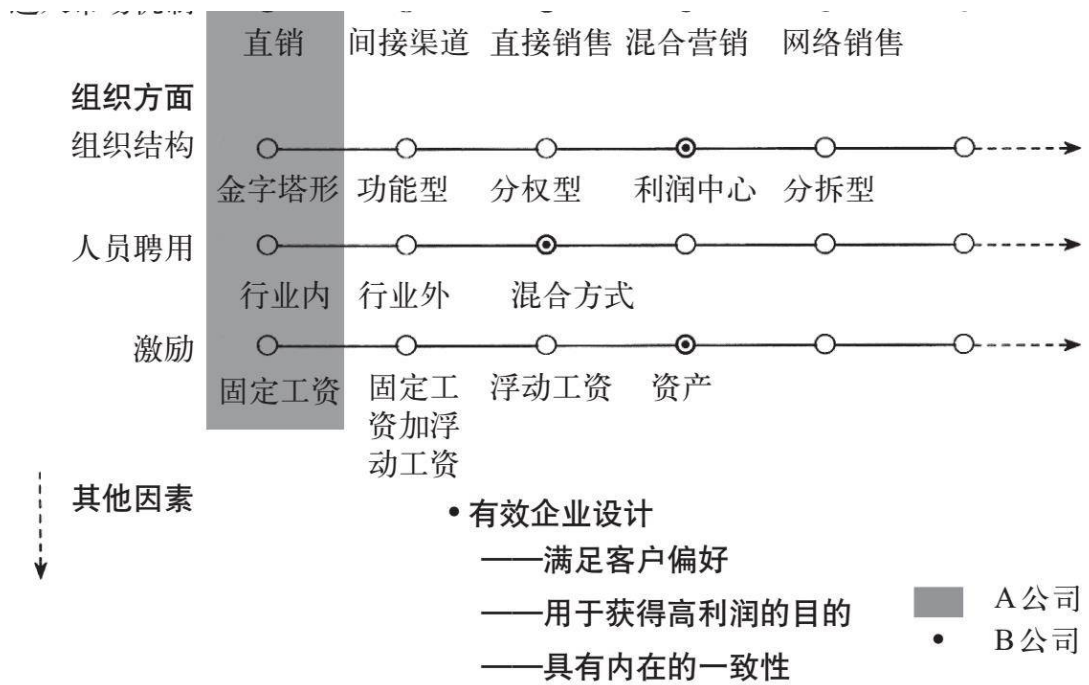 直销 间接渠道 直接销售 混合营销 网络销售
组织方面
组织结构
金字塔形 功能型 分权型 利润中心 分拆型
人员聘用
行业内 行业外 混合方式
激励
固定工资 固定工资加浮动工资 浮动工资 资产
其他因素
• 有效企业设计
——满足客户偏好
——用于获得高利润的目的
——具有内在的一致性
A公司
B公司